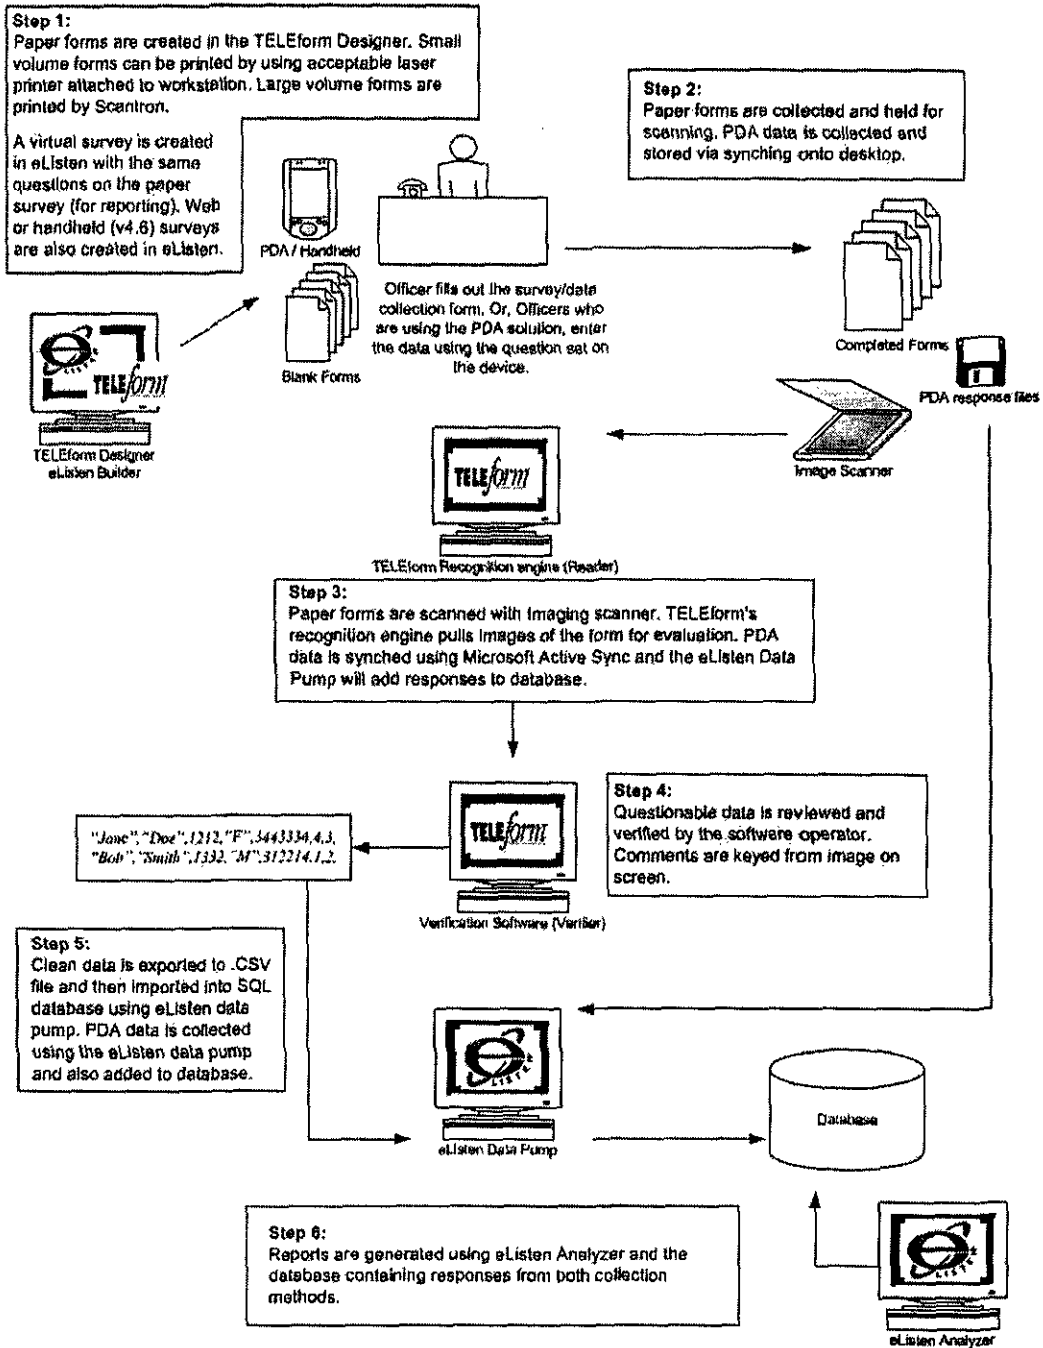 Step 1:
Paper forms are created in the TELEform Designer. Small
volume forms can be printed by using acceptable laser
printer attached to workstation. Large volume forms are
printed by Scantron.
A virtual survey is created
in eListen with the same
questions on the paper
survey (for reporting). Web
or handheld (v4.6) surveys
are also created in eListen.
Step 2:
Paper forms are collected and held for
scanning. PDA data is collected and
stored via synching onto desktop.
PDA / Handheld
Officer fills out the survey/data
collection form. Or, Officers who
are using the PDA solution, enter
the data using the question set on
the device.
Blank Forms
Completed Forms
PDA response files
LISTEN
TELEform
TELEform Designer
eListen Builder
Image Scanner
TELEform
TELEform Recognition engine (Reader)
Step 3:
Paper forms are scanned with Imaging scanner. TELEform's
recognition engine pulls images of the form for evaluation. PDA
data is synched using Microsoft Active Sync and the eListen Data
Pump will add responses to database.
Step 4:
Questionable data is reviewed and
verified by the software operator.
Comments are keyed from image on
screen.
TELEform
Verification Software (Verifier)
"Jane","Doe",1212,"F",3443334,4,3,
"Bob","Smith",1332,"M",312214,1,2,
Step 5:
Clean data is exported to .CSV
file and then imported into SQL
database using eListen data
pump. PDA data is collected
using the eListen data pump
and also added to database.
LISTEN
eListen Data Pump
Database
Step 6:
Reports are generated using eListen Analyzer and the
database containing responses from both collection
methods.
LISTEN
eListen Analyzer